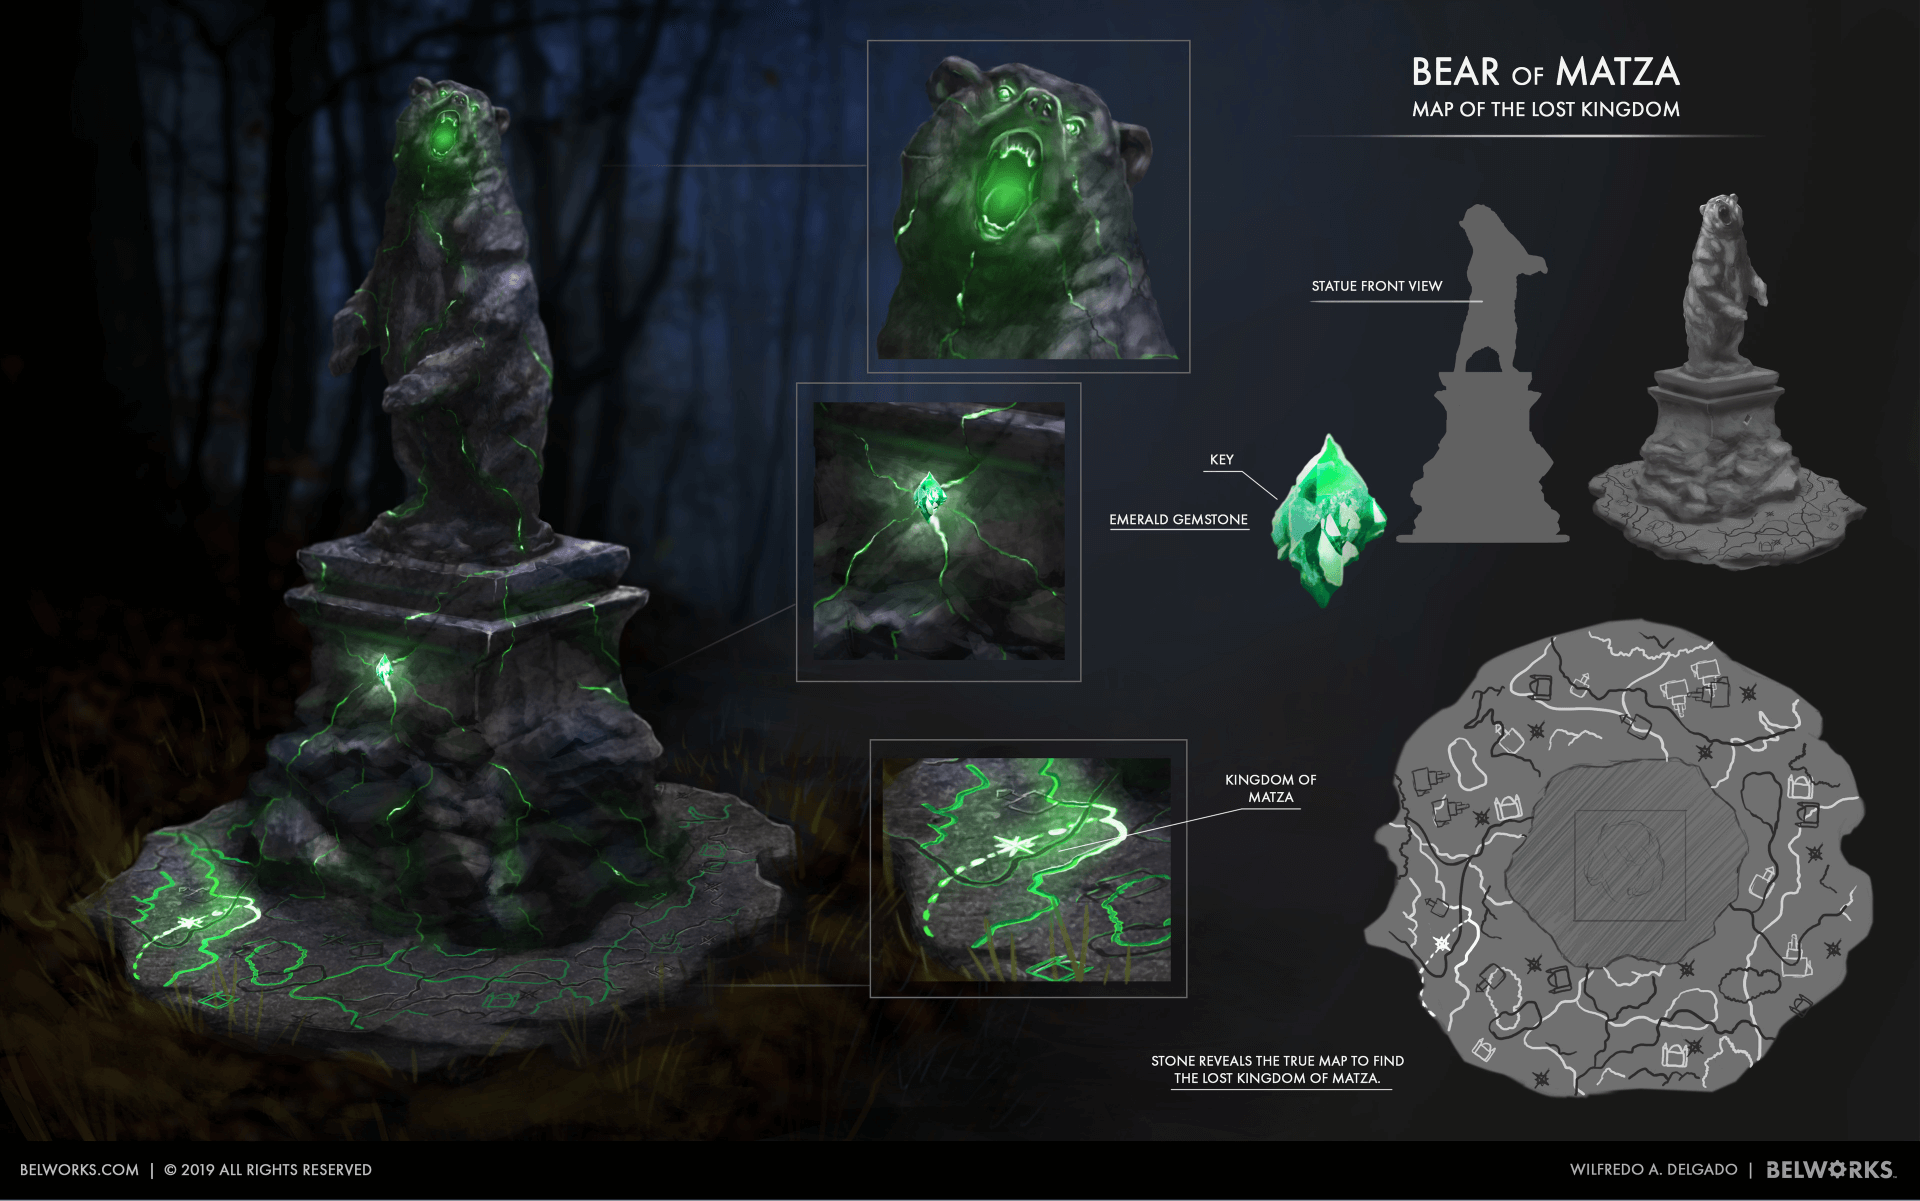 BEAR OF MATZA
MAP OF THE LOST KINGDOM
STATUE FRONT VIEW
KEY
EMERALD GEMSTONE
KINGDOM OF
MATZA
STONE REVEALS THE TRUE MAP TO FIND
THE LOST KINGDOM OF MATZA.
BELWORKS.COM | © 2019 ALL RIGHTS RESERVED
WILFREDO A. DELGADO | BELWORKS